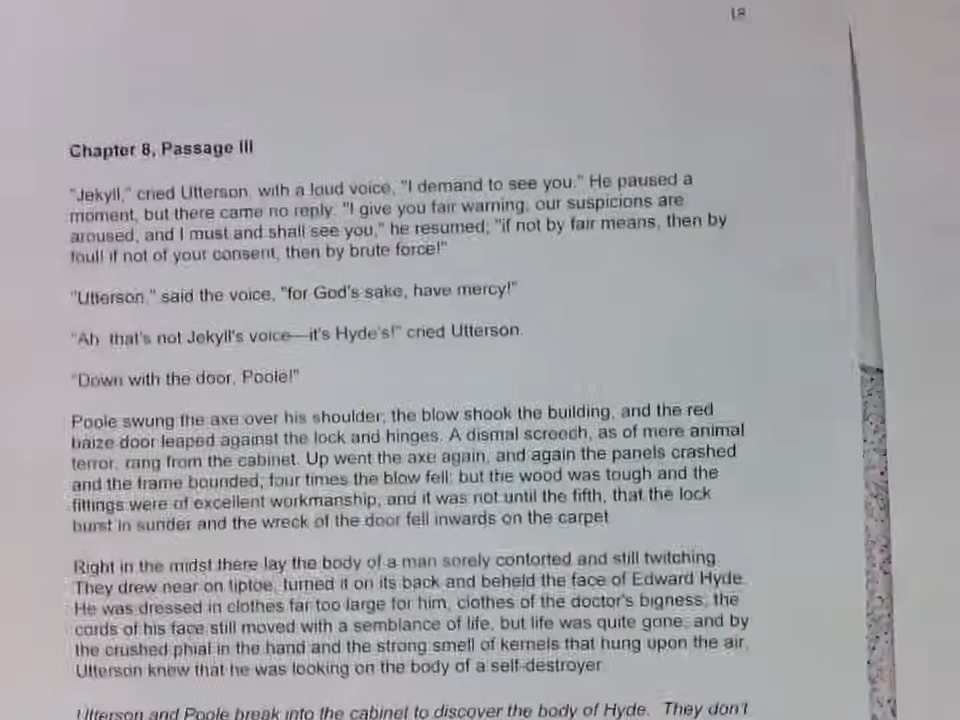 18
Chapter 8, Passage III
"Jekyll," cried Utterson, with a loud voice, "I demand to see you." He paused a
moment, but there came no reply. "I give you fair warning, our suspicions are
aroused, and I must and shall see you," he resumed; "if not by fair means, then by
foul! if not of your consent, then by brute force!"
"Utterson," said the voice, "for God's sake, have mercy!"
"Ah, that's not Jekyll's voice—it's Hyde's!" cried Utterson.
"Down with the door, Poole!"
Poole swung the axe over his shoulder; the blow shook the building, and the red
baize door leaped against the lock and hinges. A dismal screech, as of mere animal
terror, rang from the cabinet. Up went the axe again, and again the panels crashed
and the frame bounded; four times the blow fell; but the wood was tough and the
fittings were of excellent workmanship; and it was not until the fifth, that the lock
burst in sunder and the wreck of the door fell inwards on the carpet.
Right in the midst there lay the body of a man sorely contorted and still twitching.
They drew near on tiptoe, turned it on its back and beheld the face of Edward Hyde.
He was dressed in clothes far too large for him, clothes of the doctor's bigness; the
cords of his face still moved with a semblance of life, but life was quite gone; and by
the crushed phial in the hand and the strong smell of kernels that hung upon the air,
Utterson knew that he was looking on the body of a self-destroyer.
Utterson and Poole break into the cabinet to discover the body of Hyde. They don't